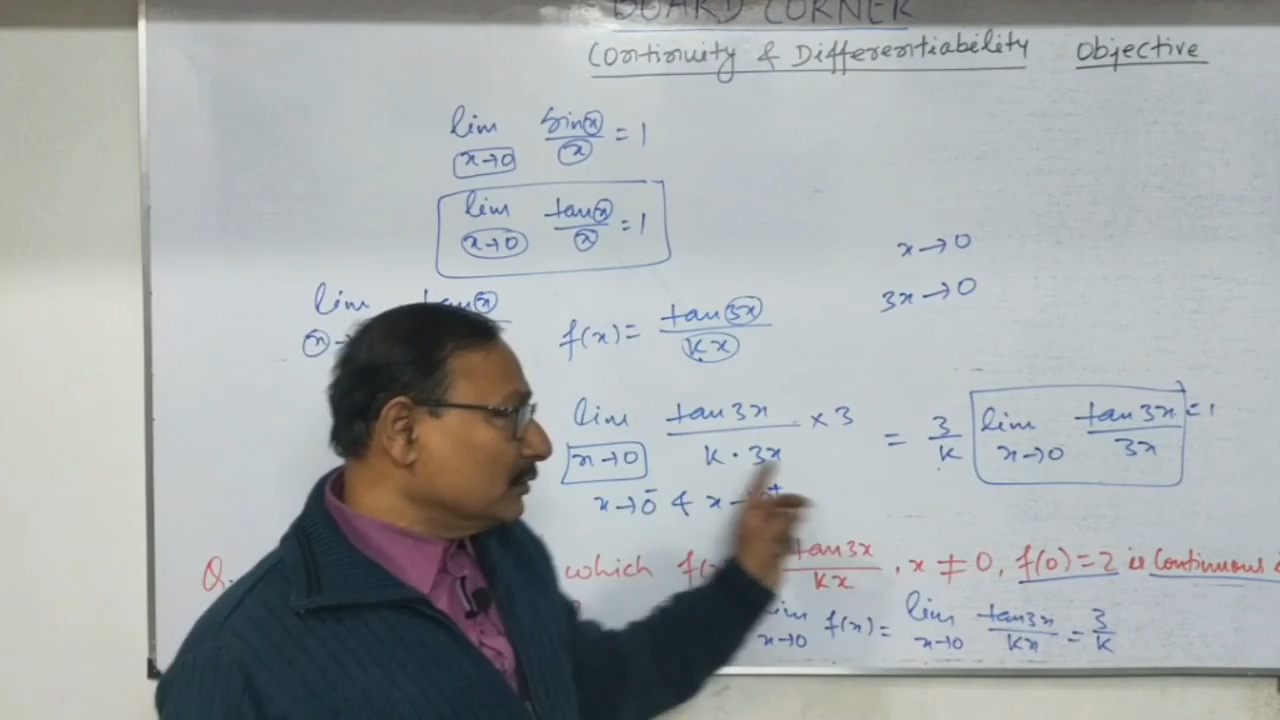 BOARD CORNER
Continuity & Differentiability Objective
lim x→0 sin x / x = 1
lim x→0 tan x / x = 1
x→0
3x→0
lim x→ tan x
f(x) = tan 3x / kx
lim x→0 tan 3x / k · 3x × 3 = 3/k lim x→0 tan 3x / 3x = 1
x→0⁻ & x→0⁺
Q. which tan3x / kx, x ≠ 0, f(0) = 2 is continuous
lim x→0 f(x) = lim x→0 tan 3x / kx = 3/k